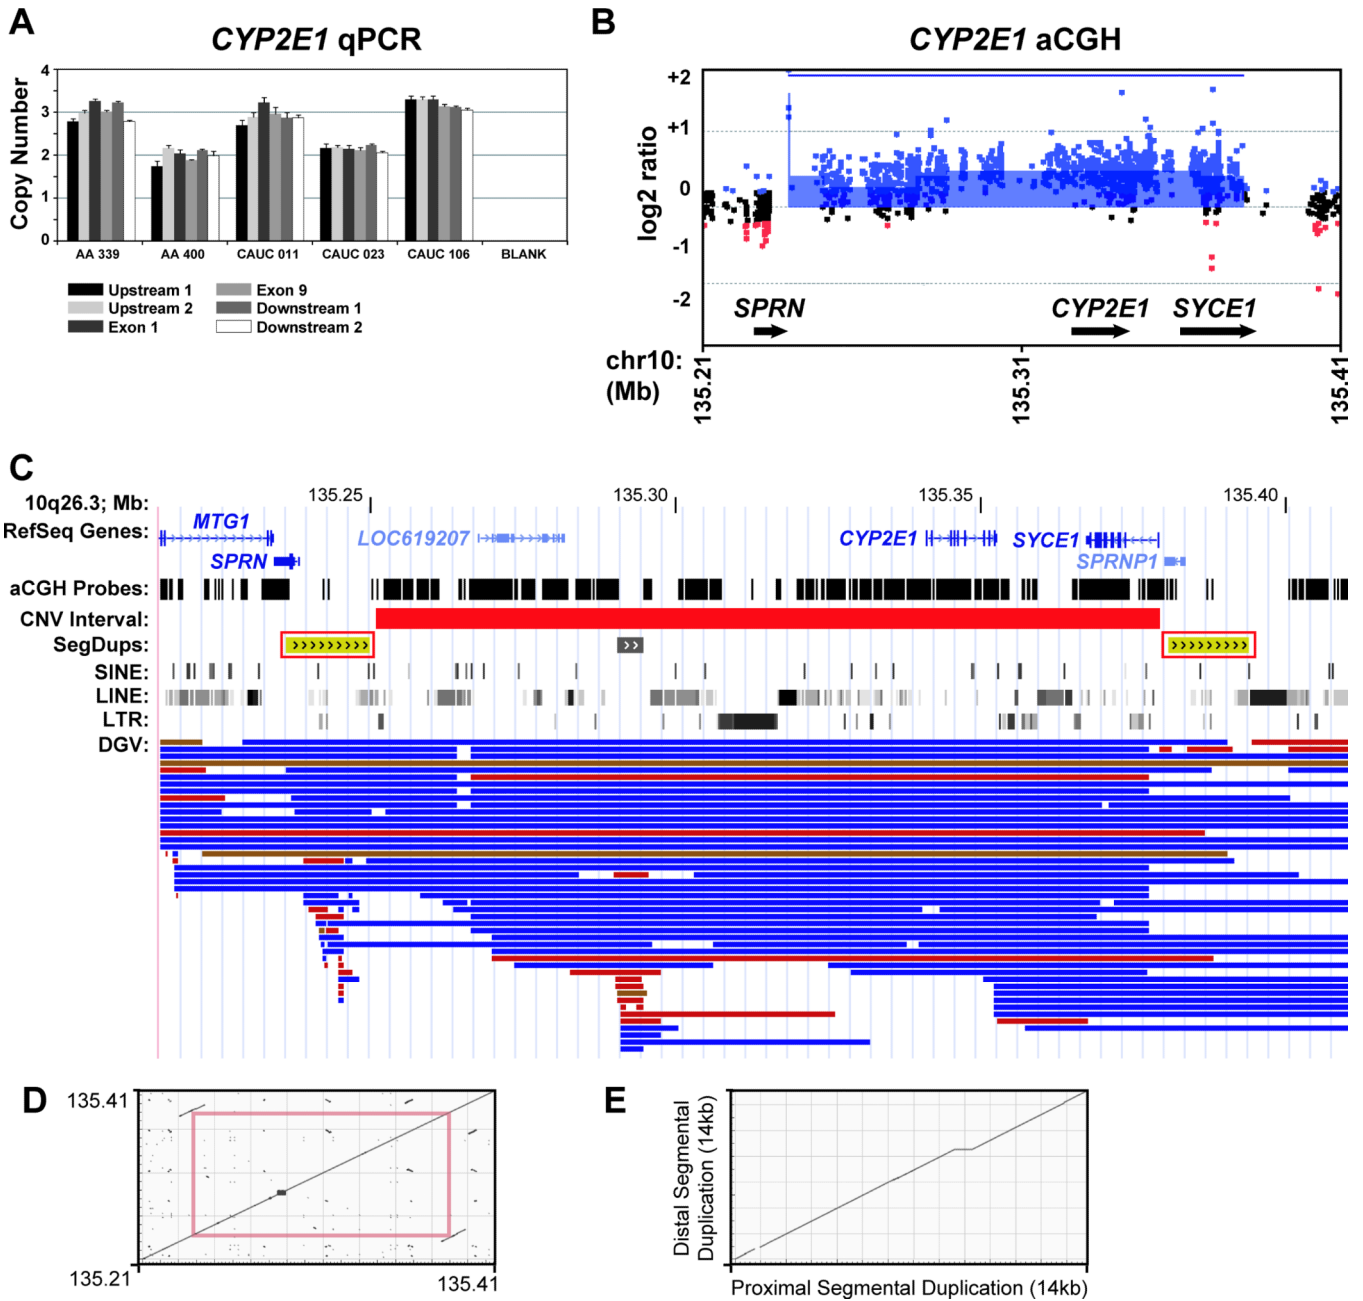 A
CYP2E1 qPCR
Copy Number
4
3
2
1
0
AA 339
AA 400
CAUC 011
CAUC 023
CAUC 106
BLANK
Upstream 1
Upstream 2
Exon 1
Exon 9
Downstream 1
Downstream 2
B
CYP2E1 aCGH
log2 ratio
+2
+1
0
-1
-2
SPRN
CYP2E1
SYCE1
chr10:
(Mb)
135.21
135.31
135.41
C
10q26.3; Mb:
135.25
135.30
135.35
135.40
RefSeq Genes:
MTG1
SPRN
LOC619207
CYP2E1
SYCE1
SPRNP1
aCGH Probes:
CNV Interval:
SegDups:
SINE:
LINE:
LTR:
DGV:
D
135.41
135.21
135.41
E
Distal Segmental
Duplication (14kb)
Proximal Segmental Duplication (14kb)